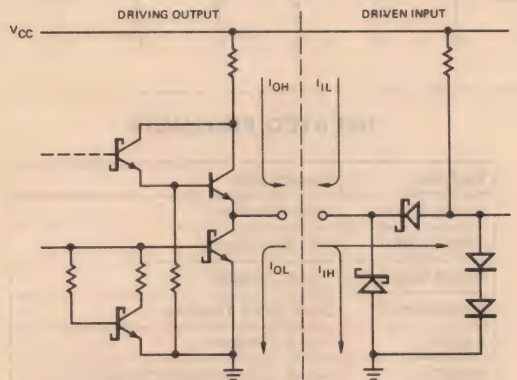 DRIVING OUTPUT
DRIVEN INPUT
VCC
IOH
IIL
IOL
IIH